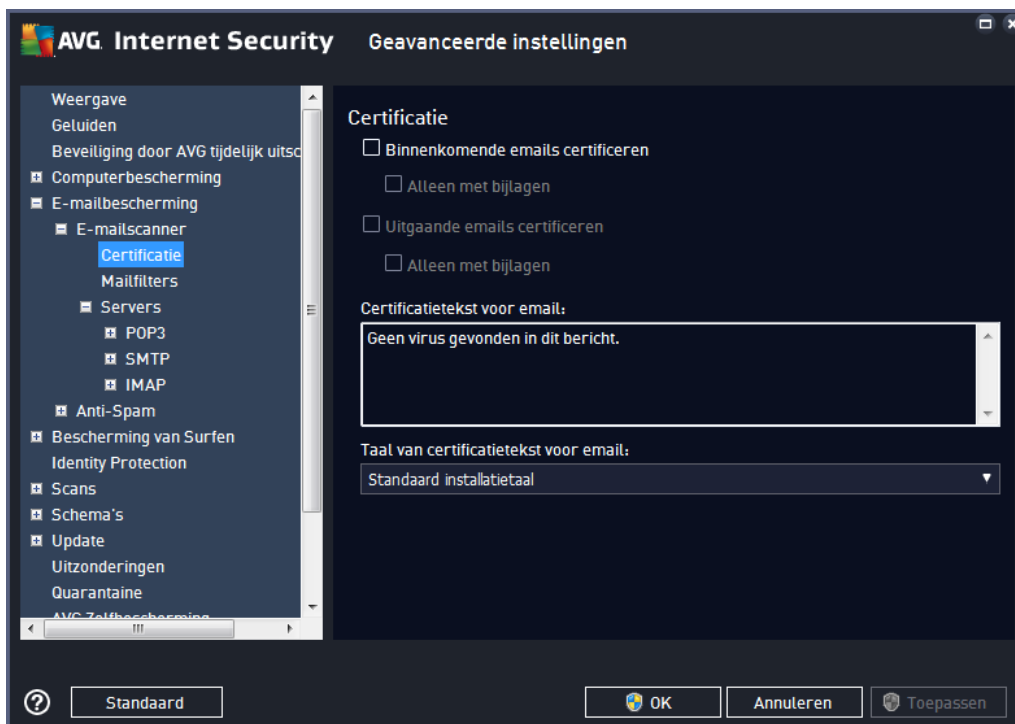 AVG. Internet Security Geavanceerde instellingen
Weergave
Geluiden
Beveiliging door AVG tijdelijk uitsc
Computerbescherming
E-mailbescherming
E-mailscanner
Certificatie
Mailfilters
Servers
POP3
SMTP
IMAP
Anti-Spam
Bescherming van Surfen
Identity Protection
Scans
Schema's
Update
Uitzonderingen
Quarantaine
AVG Zelfbescherming
Certificatie
Binnenkomende emails certificeren
Alleen met bijlagen
Uitgaande emails certificeren
Alleen met bijlagen
Certificatietekst voor email:
Geen virus gevonden in dit bericht.
Taal van certificatietekst voor email:
Standaard installatietaal
Standaard
OK
Annuleren
Toepassen